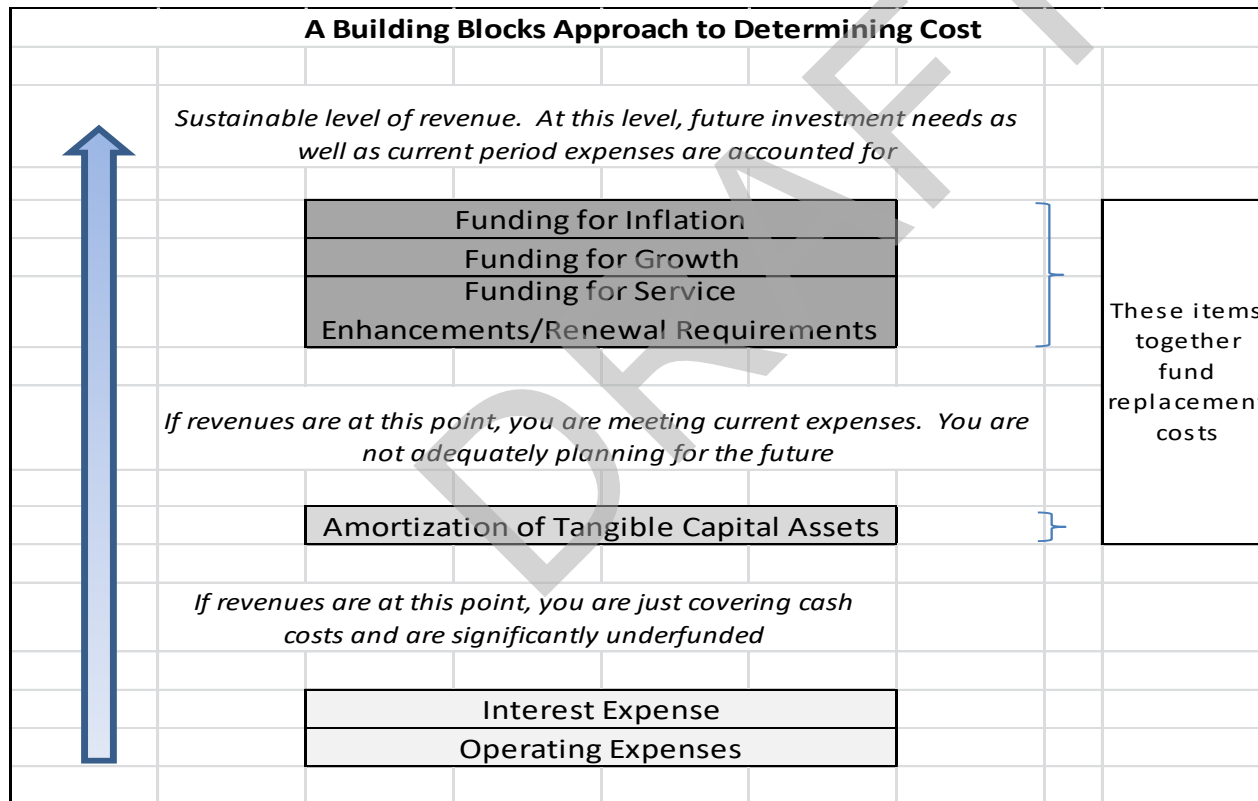 A Building Blocks Approach to Determining Cost
Sustainable level of revenue. At this level, future investment needs as
well as current period expenses are accounted for
Funding for Inflation
Funding for Growth
Funding for Service
Enhancements/Renewal Requirements
These items
together
fund
replacemen
costs
If revenues are at this point, you are meeting current expenses. You are
not adequately planning for the future
Amortization of Tangible Capital Assets
If revenues are at this point, you are just covering cash
costs and are significantly underfunded
Interest Expense
Operating Expenses
DRAFT